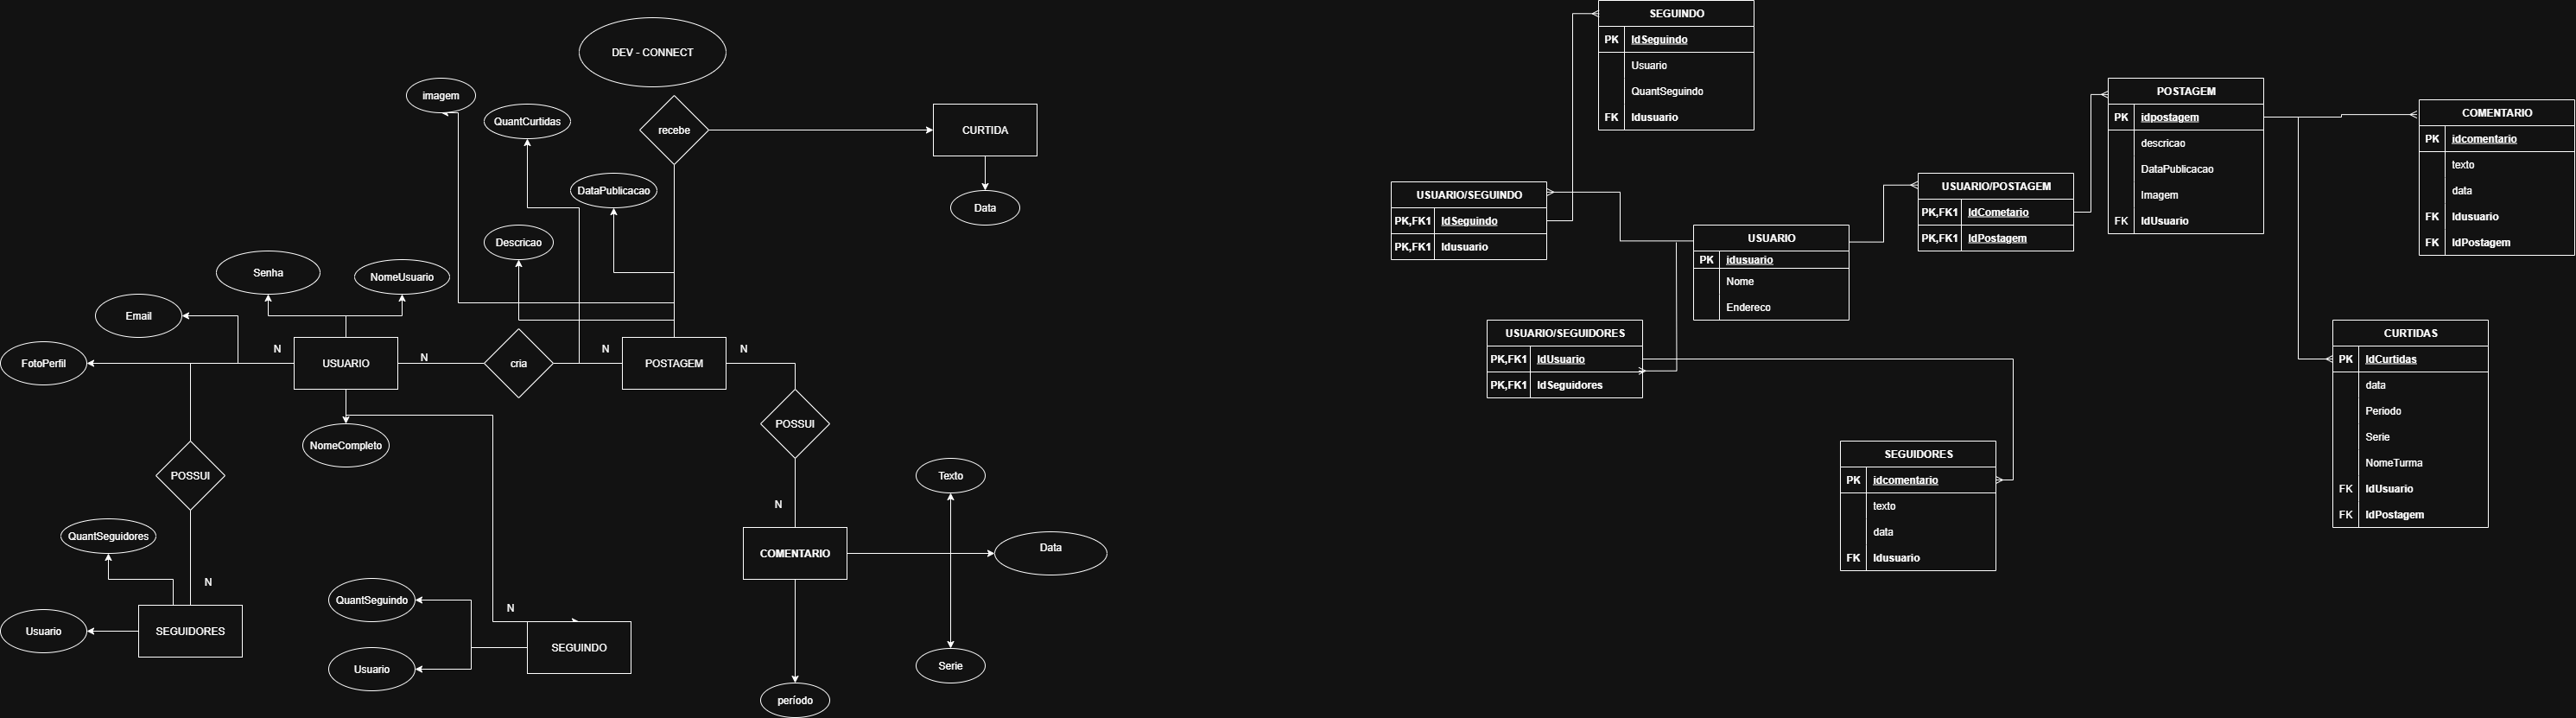 DEV - CONNECT
imagem
QuantCurtidas
recebe
CURTIDA
DataPublicacao
Data
Descricao
Senha
NomeUsuario
Email
N
N
N
N
FotoPerfil
USUARIO
cria
POSTAGEM
POSSUI
NomeCompleto
POSSUI
Texto
N
QuantSeguidores
COMENTARIO
Data
N
QuantSeguindo
N
Usuario
SEGUIDORES
SEGUINDO
Usuario
Serie
período
SEGUINDO
PK IdSeguindo
Usuario
QuantSeguindo
FK Idusuario
USUARIO/SEGUINDO
PK,FK1 IdSeguindo
PK,FK1 Idusuario
USUARIO
PK idusuario
Nome
Endereco
USUARIO/POSTAGEM
PK,FK1 IdCometario
PK,FK1 IdPostagem
POSTAGEM
PK idpostagem
descricao
DataPublicacao
Imagem
FK IdUsuario
COMENTARIO
PK idcomentario
texto
data
FK Idusuario
FK IdPostagem
USUARIO/SEGUIDORES
PK,FK1 IdUsuario
PK,FK1 IdSeguidores
CURTIDAS
PK IdCurtidas
data
Periodo
Serie
NomeTurma
FK IdUsuario
FK IdPostagem
SEGUIDORES
PK idcomentario
texto
data
FK Idusuario